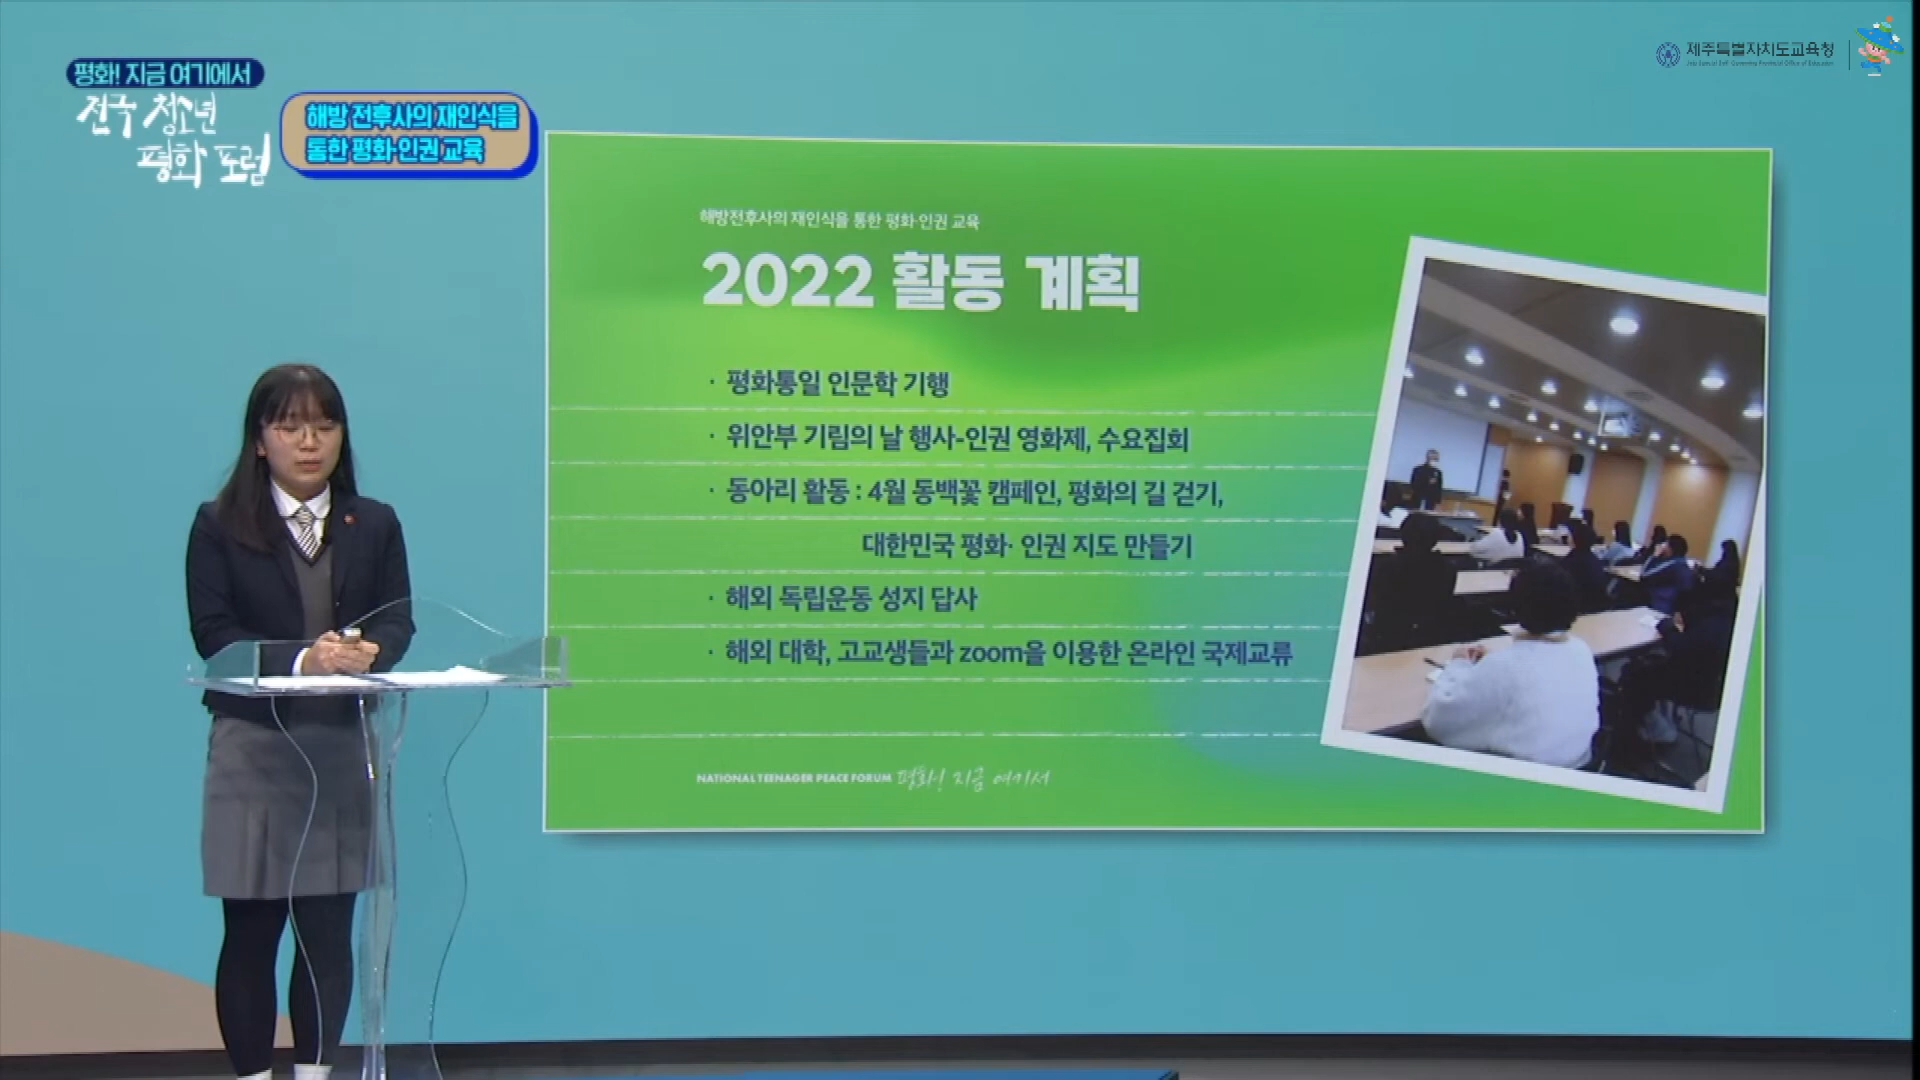 평화! 지금 여기에서
전국 청소년
평화 포럼
해방 전후사의 재인식을
통한 평화·인권 교육
제주특별자치도교육청
Jeju Special Self-Governing Provincial Office of Education
해방전후사의 재인식을 통한 평화·인권 교육
2022 활동 계획
· 평화통일 인문학 기행
· 위안부 기림의 날 행사-인권 영화제, 수요집회
· 동아리 활동 : 4월 동백꽃 캠페인, 평화의 길 걷기,
대한민국 평화· 인권 지도 만들기
· 해외 독립운동 성지 답사
· 해외 대학, 고교생들과 zoom을 이용한 온라인 국제교류
NATIONAL TEENAGER PEACE FORUM 평화! 지금 여기서